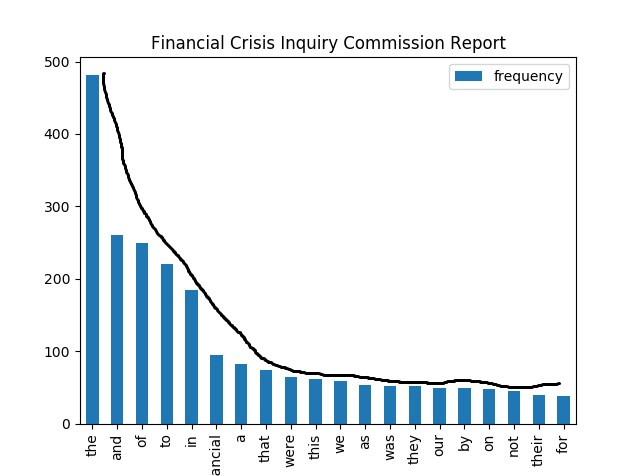 Financial Crisis Inquiry Commission Report
frequency
500
400
300
200
100
0
the
and
of
to
in
ancial
a
that
were
this
we
as
was
they
our
by
on
not
their
for